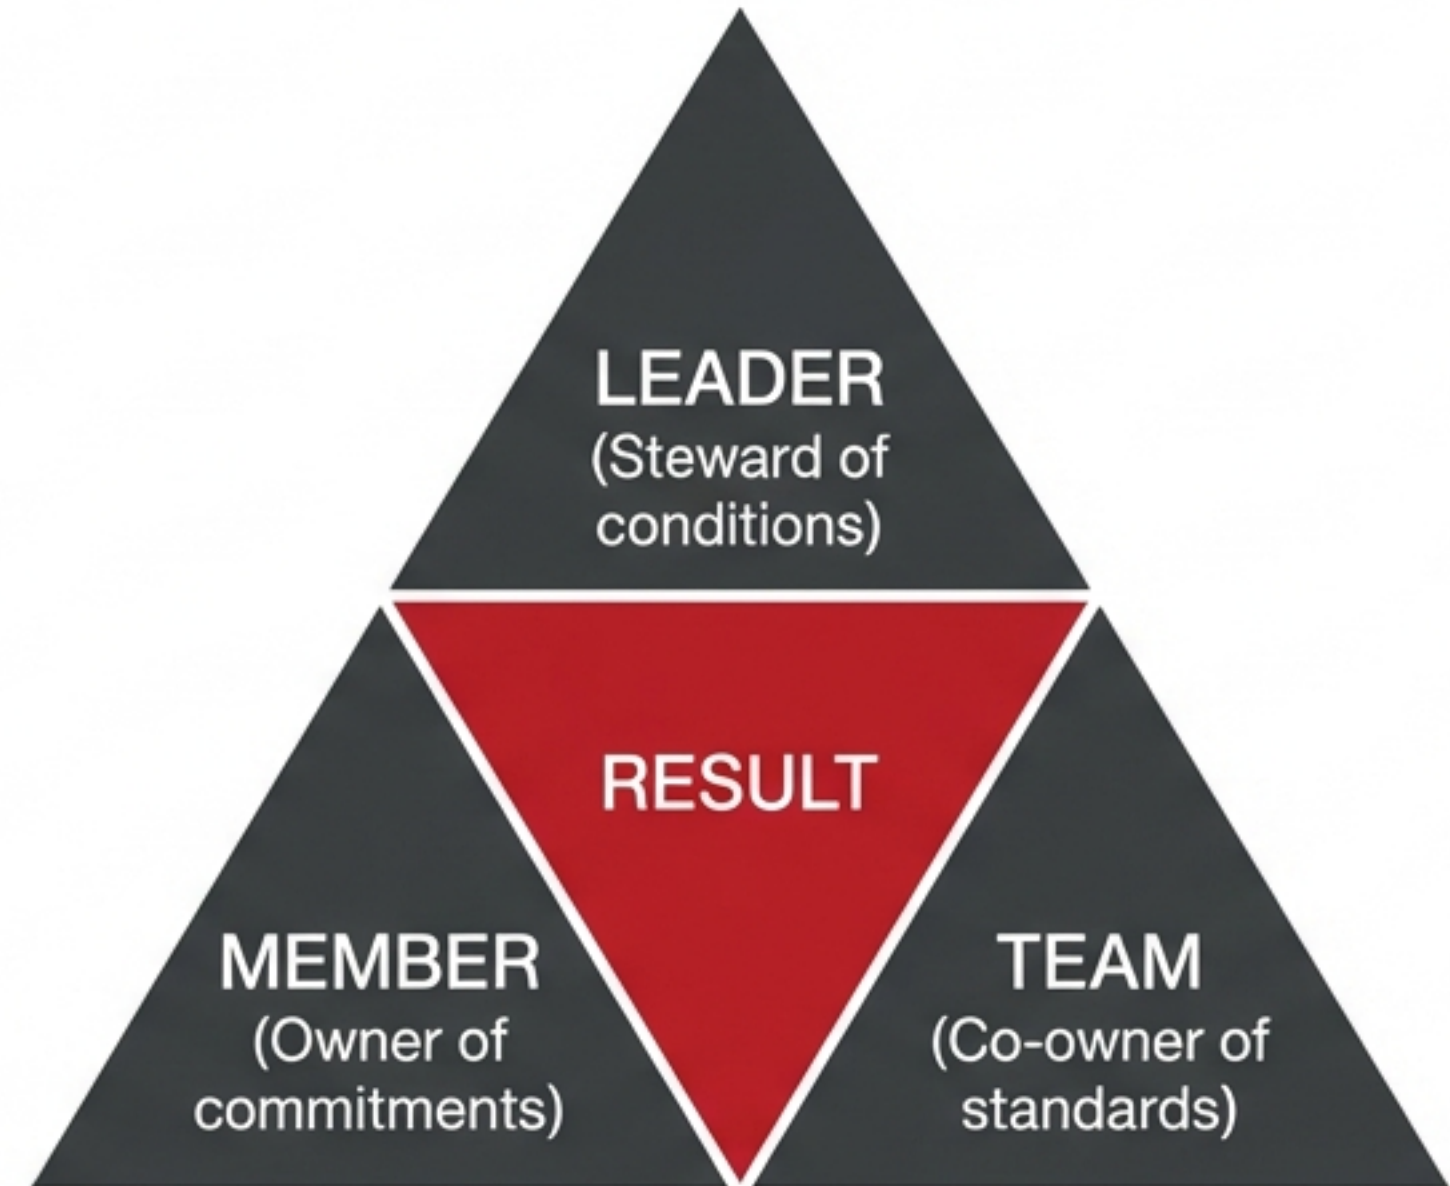 LEADER
(Steward of
conditions)
RESULT
MEMBER
(Owner of
commitments)
TEAM
(Co-owner of
standards)